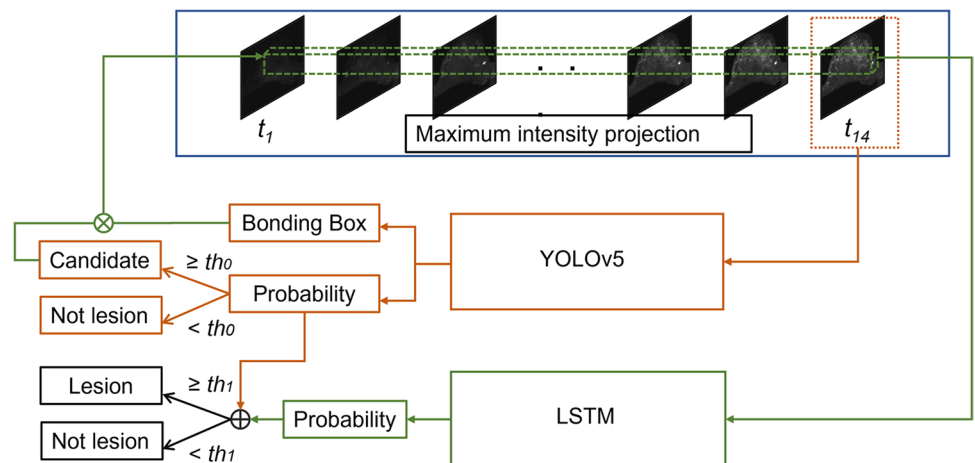 t1
Maximum intensity projection
t14
Bonding Box
YOLOv5
Candidate
≥ th0
Probability
Not lesion
< th0
Lesion
≥ th1
Probability
LSTM
Not lesion
< th1